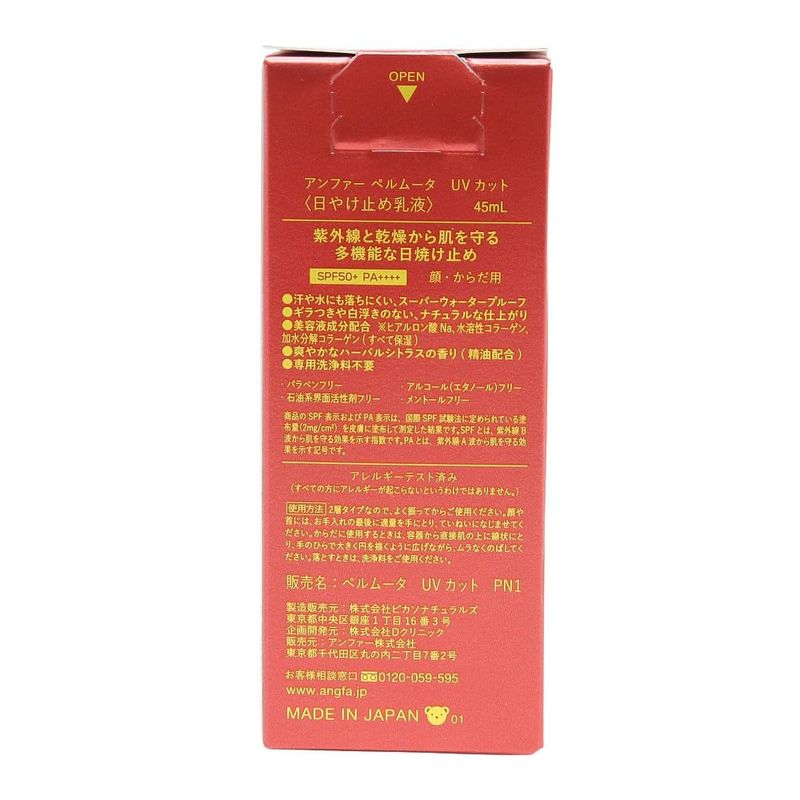 OPEN
アンファー ペルムータ UVカット
〈日やけ止め乳液〉 45mL
紫外線と乾燥から肌を守る
多機能な日焼け止め
SPF50+ PA++++ 顔・からだ用
●汗や水にも落ちにくい、スーパーウォータープルーフ
●ギラつきや白浮きのない、ナチュラルな仕上がり
●美容液成分配合 ※ヒアルロン酸Na、水溶性コラーゲン、
加水分解コラーゲン(すべて保湿)
●爽やかなハーバルシトラスの香り(精油配合)
●専用洗浄料不要
・パラベンフリー ・アルコール(エタノール)フリー
・石油系界面活性剤フリー ・メントールフリー
商品のSPF表示およびPA表示は、国際SPF試験法に定められている塗
布量(2mg/cm²)を皮膚に塗布して測定した結果です。SPFとは、紫外線B
波から肌を守る効果を示す指数です。PAとは、紫外線A波から肌を守る効
果を示す記号です。
アレルギーテスト済み
(すべての方にアレルギーが起こらないというわけではありません。)
使用方法 2層タイプなので、よく振ってからご使用ください。顔や
首には、お手入れの最後に適量を手にとり、ていねいになじませてく
ださい。からだに使用するときは、容器から直接肌の上に線状にと
り、手のひらで大きく円を描くように広げながら、ムラなくのばしてく
ださい。落とすときは、洗浄料をご使用ください。
販売名:ペルムータ UVカット PN1
製造販売元:株式会社ピカソナチュラルズ
東京都中央区銀座1丁目16番3号
企画開発元:株式会社Dクリニック
販売元:アンファー株式会社
東京都千代田区丸の内二丁目7番2号
お客様相談窓口 0120-059-595
www.angfa.jp
MADE IN JAPAN 01